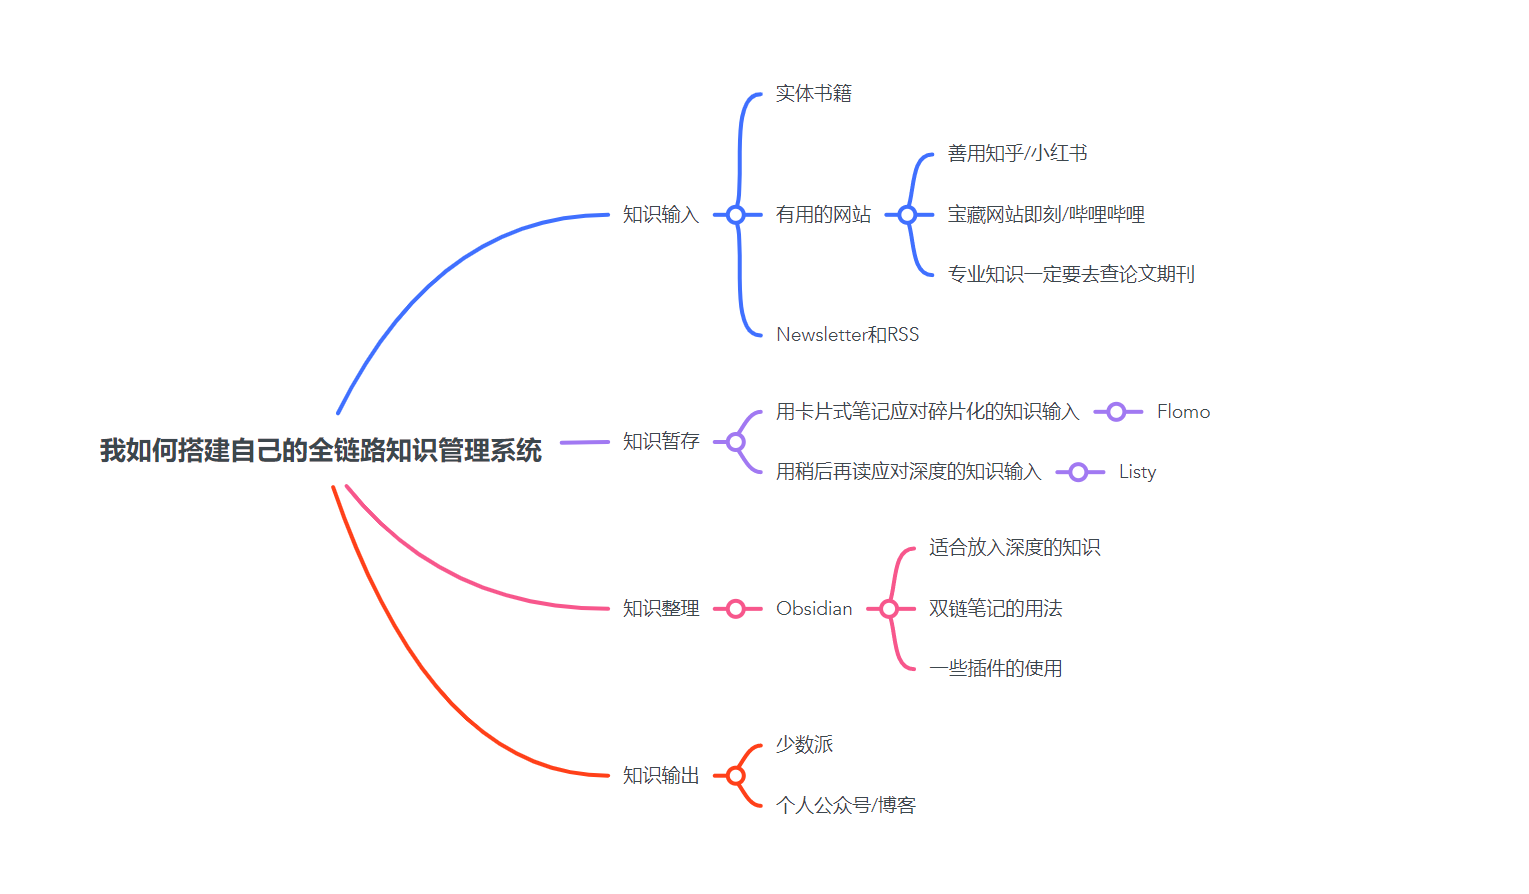 我如何搭建自己的全链路知识管理系统
知识输入
实体书籍
有用的网站
善用知乎/小红书
宝藏网站即刻/哔哩哔哩
专业知识一定要去查论文期刊
Newsletter和RSS
知识暂存
用卡片式笔记应对碎片化的知识输入
Flomo
用稍后再读应对深度的知识输入
Listy
知识整理
Obsidian
适合放入深度的知识
双链笔记的用法
一些插件的使用
知识输出
少数派
个人公众号/博客